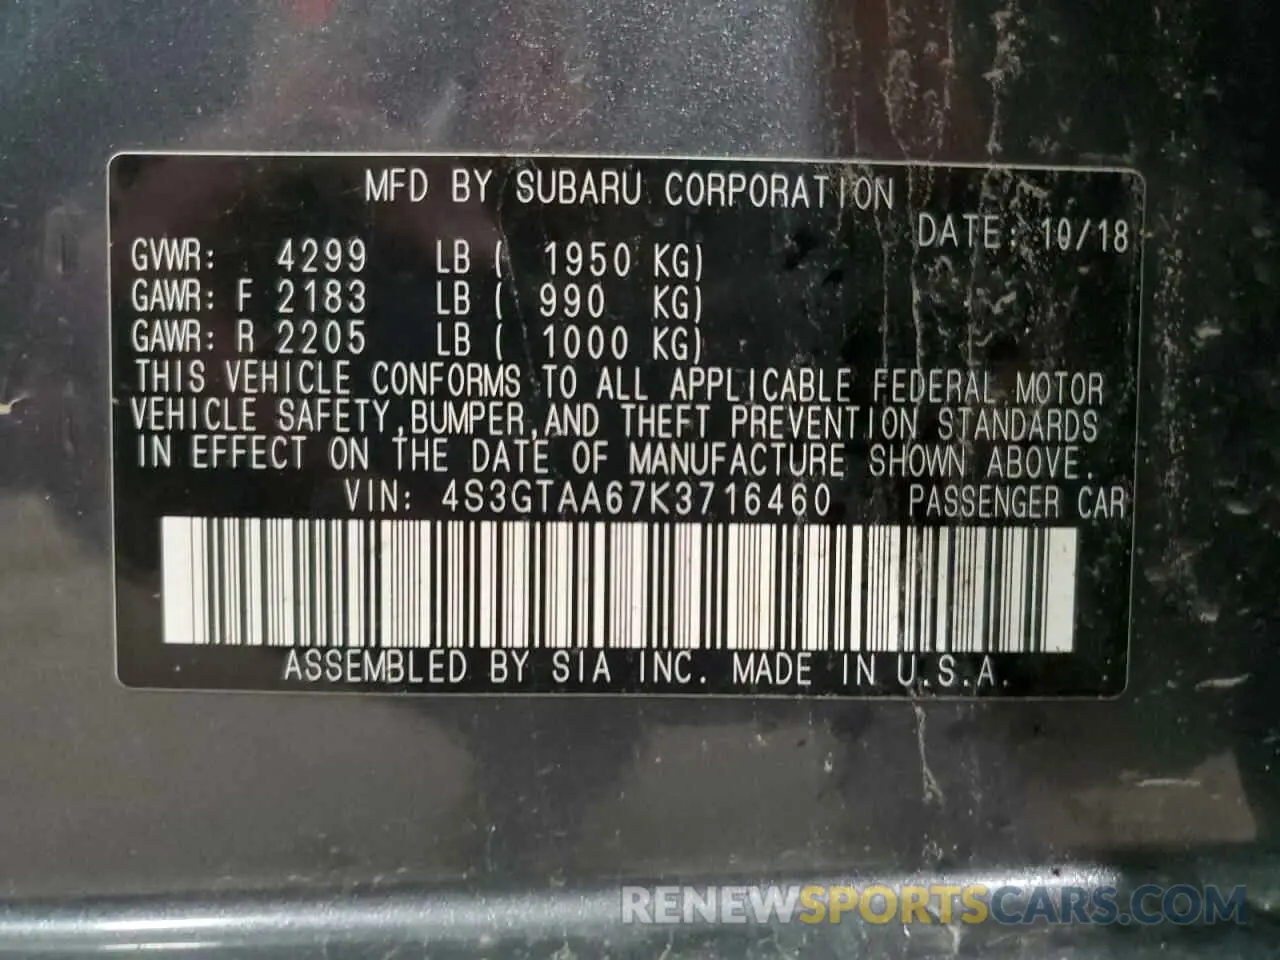 MFD BY SUBARU CORPORATION
DATE: 10/18
GVWR: 4299 LB ( 1950 KG)
GAWR: F 2183 LB ( 990 KG)
GAWR: R 2205 LB ( 1000 KG)
THIS VEHICLE CONFORMS TO ALL APPLICABLE FEDERAL MOTOR
VEHICLE SAFETY,BUMPER,AND THEFT PREVENTION STANDARDS
IN EFFECT ON THE DATE OF MANUFACTURE SHOWN ABOVE.
VIN: 4S3GTAA67K3716460 PASSENGER CAR
ASSEMBLED BY SIA INC. MADE IN U.S.A.
RENEWSPORTSCARS.COM